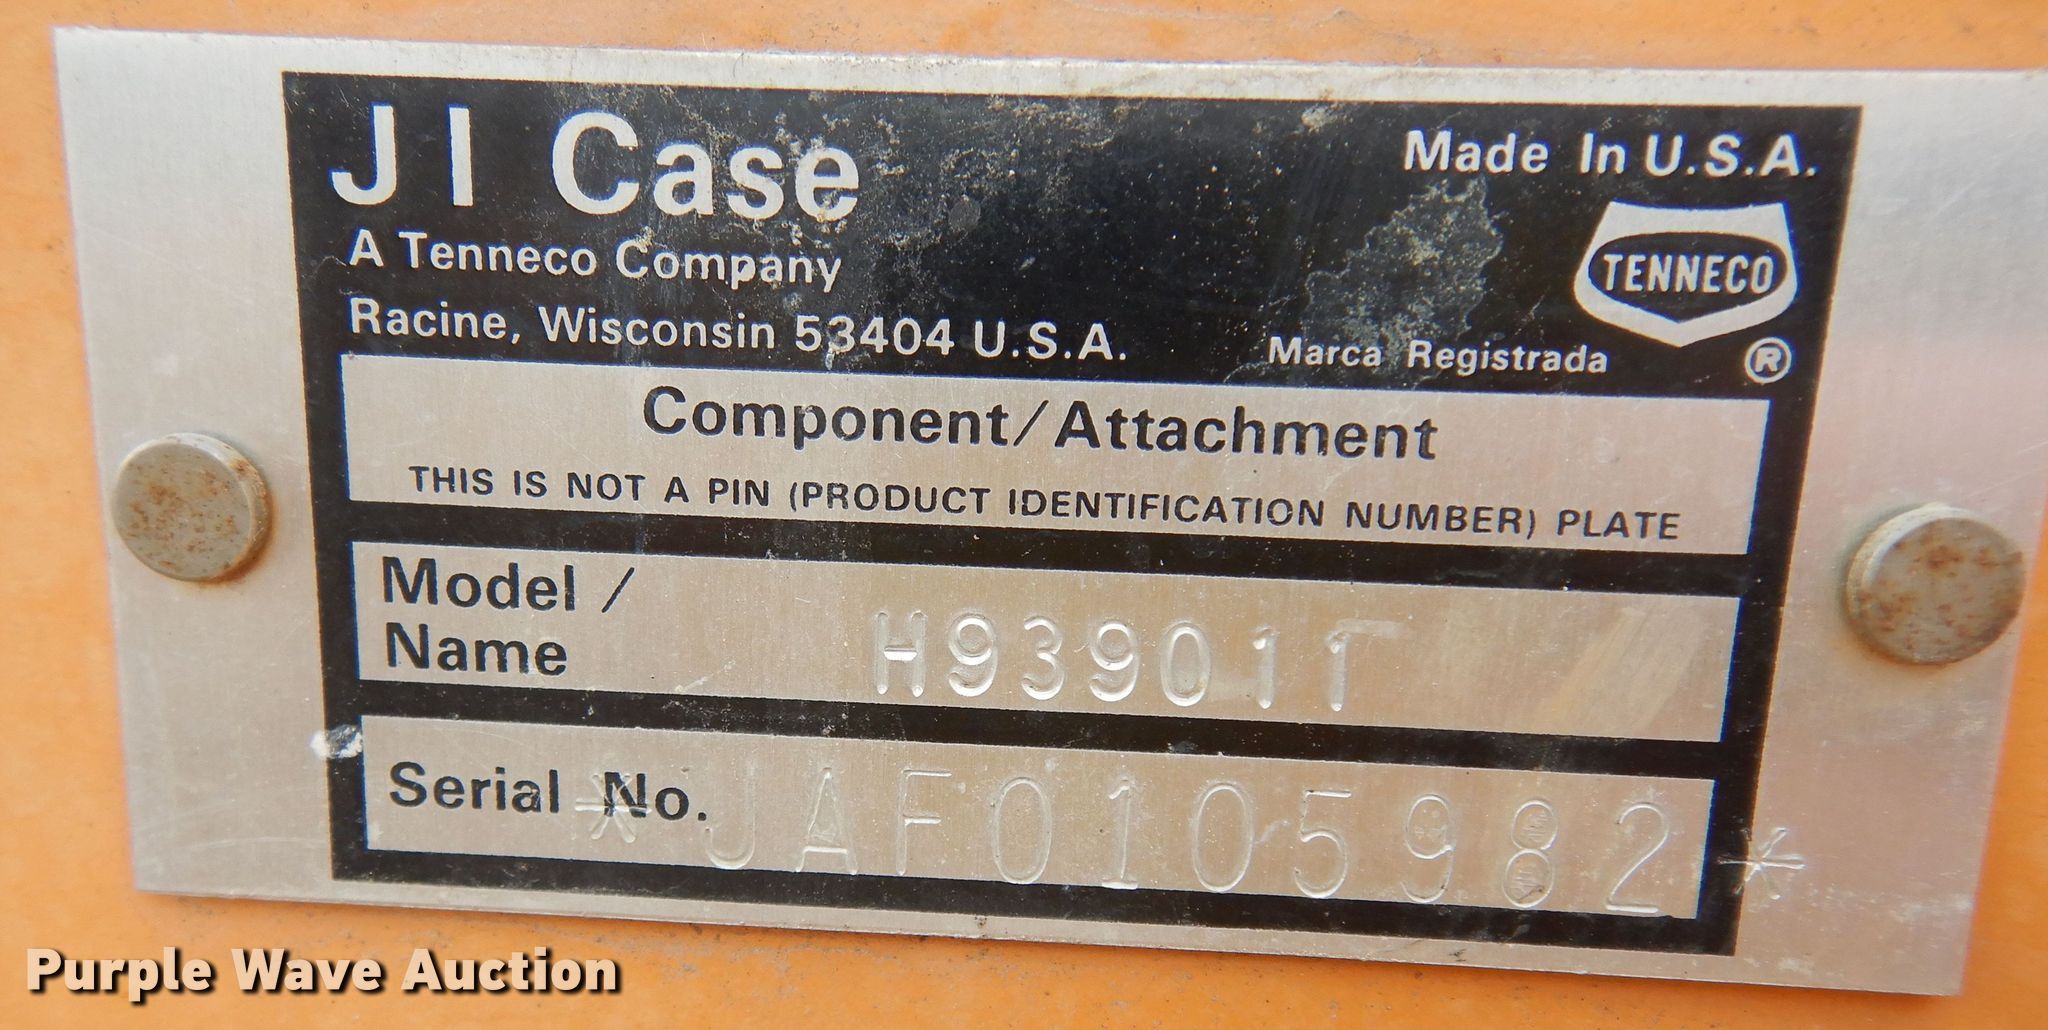 J I Case
Made In U.S.A.
A Tenneco Company
TENNECO
Racine, Wisconsin 53404 U.S.A.
Marca Registrada ®
Component/Attachment
THIS IS NOT A PIN (PRODUCT IDENTIFICATION NUMBER) PLATE
Model /
Name H939011
Serial No. *JAF0105982*
Purple Wave Auction